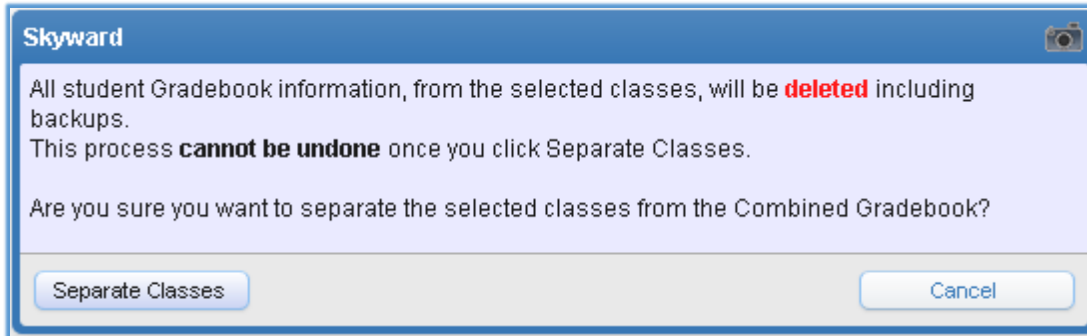 Skyward
All student Gradebook information, from the selected classes, will be deleted including
backups.
This process cannot be undone once you click Separate Classes.
Are you sure you want to separate the selected classes from the Combined Gradebook?
Separate Classes
Cancel